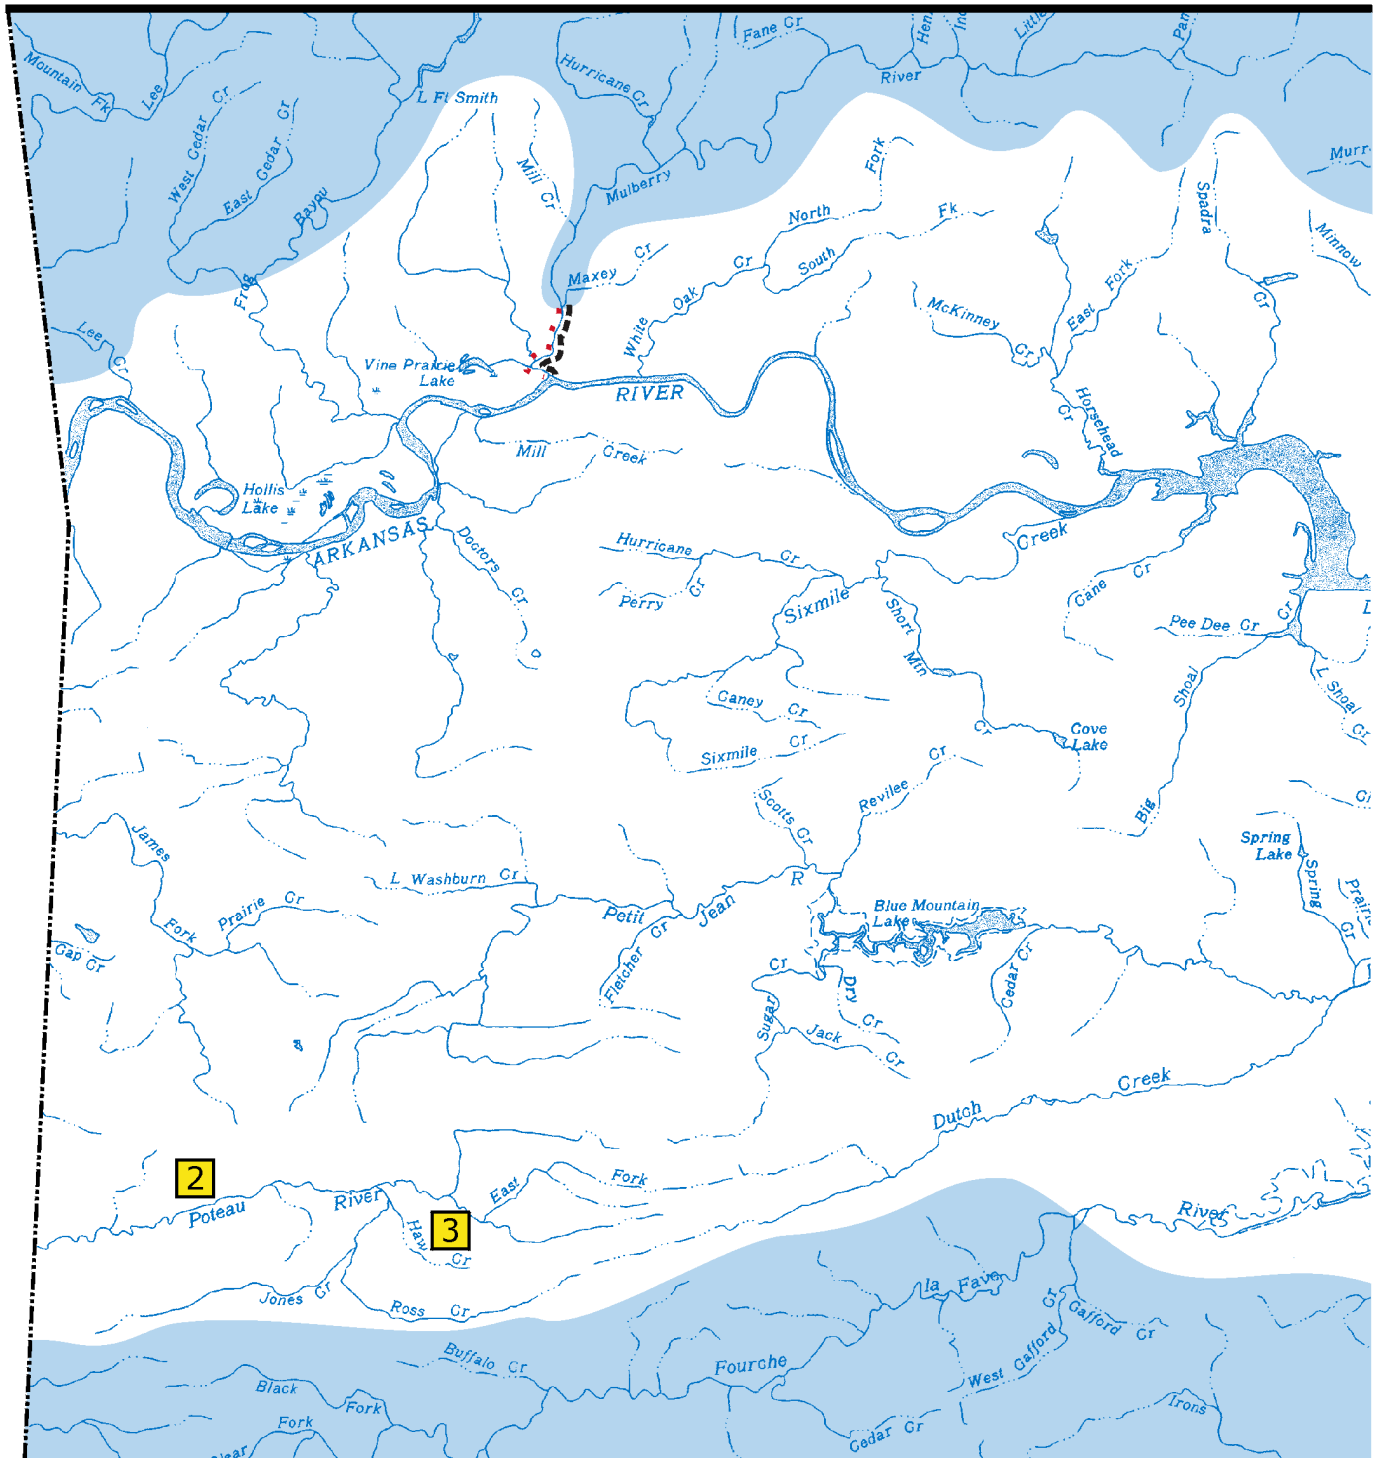 Fane Cr
Little
Mountain Fk
Lee
West Cedar Cr
East Cedar Cr
L Ft Smith
Hurricane Cr
River
Murr
Mill Cr
Mulberry
Fork
Frog Bayou
North
Fk
Spadra
Cr
Minnow
Maxey Cr
White Oak Cr
South
McKinney
Cr
East Fork
Lee
Cr
Vine Prairie
Lake
RIVER
Horsehead
Cr
Mill Creek
Hollis
Lake
ARKANSAS
Doctors Cr
Creek
Hurricane Cr
Perry Cr
Sixmile
Short
Mtn
Cr
Cane Cr
Pee Dee Cr
Cr
L
Big Shoal
L Shoal
Cr
Caney Cr
Sixmile Cr
Cove
Lake
Scotts Cr
Revilee Cr
James
Fork
Spring
Lake
Spring
Cr
L Washburn Cr
Prairie Cr
Petit Jean R
Blue Mountain
Lake
Gap Cr
Fletcher Cr
Sugar
Cr
Dry
Cr
Cedar Cr
Jack
Cr
Dutch Creek
2
Poteau River
East Fork
3
Haw
Cr
River
Jones Cr
Ross Cr
la Fave
Gafford Cr
West Gafford
Cr
Buffalo Cr
Fourche
Black
Fork
Fork
Cedar Cr
Irons